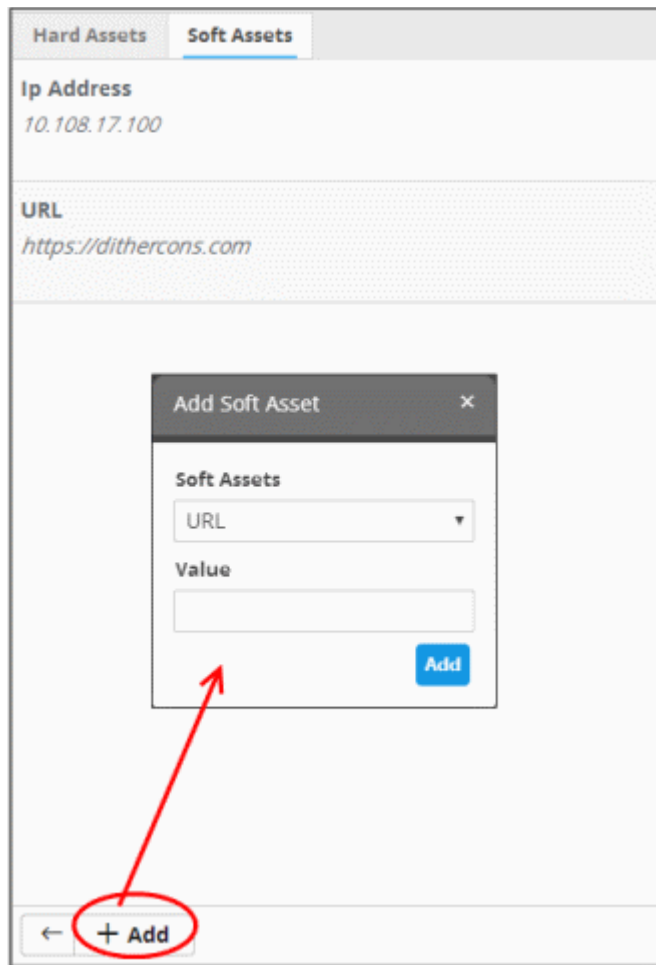 Hard Assets Soft Assets
Ip Address
10.108.17.100
URL
https://dithercons.com
Add Soft Asset ×
Soft Assets
URL
Value
Add
← + Add